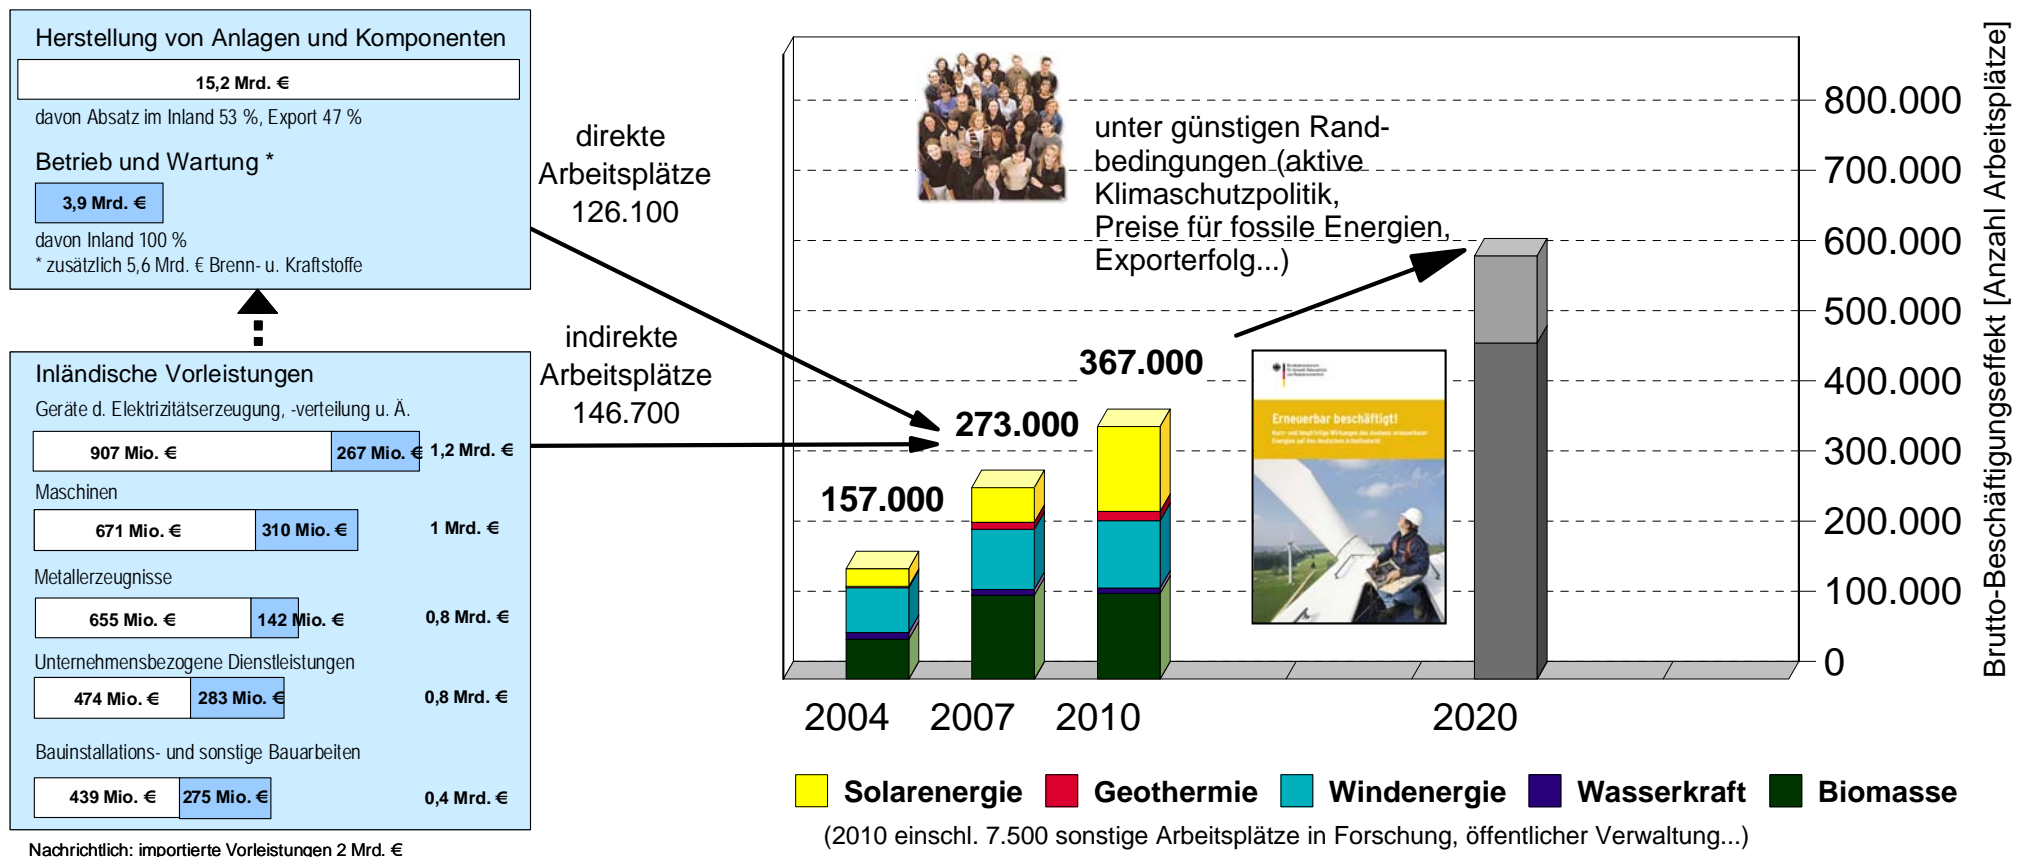 Herstellung von Anlagen und Komponenten
15,2 Mrd. €
davon Absatz im Inland 53 %, Export 47 %
Betrieb und Wartung *
3,9 Mrd. €
davon Inland 100 %
* zusätzlich 5,6 Mrd. € Brenn- u. Kraftstoffe
Inländische Vorleistungen
Geräte d. Elektrizitätserzeugung, -verteilung u. Ä.
907 Mio. € 267 Mio. € 1,2 Mrd. €
Maschinen
671 Mio. € 310 Mio. € 1 Mrd. €
Metallerzeugnisse
655 Mio. € 142 Mio. € 0,8 Mrd. €
Unternehmensbezogene Dienstleistungen
474 Mio. € 283 Mio. € 0,8 Mrd. €
Bauinstallations- und sonstige Bauarbeiten
439 Mio. € 275 Mio. € 0,4 Mrd. €
Nachrichtlich: importierte Vorleistungen 2 Mrd. €
direkte
Arbeitsplätze
126.100
indirekte
Arbeitsplätze
146.700
unter günstigen Rand-
bedingungen (aktive
Klimaschutzpolitik,
Preise für fossile Energien,
Exporterfolg...)
157.000
273.000
367.000
Erneuerbar beschäftigt!
800.000
700.000
600.000
500.000
400.000
300.000
200.000
100.000
0
Brutto-Beschäftigungseffekt [Anzahl Arbeitsplätze]
2004 2007 2010 2020
Solarenergie Geothermie Windenergie Wasserkraft Biomasse
(2010 einschl. 7.500 sonstige Arbeitsplätze in Forschung, öffentlicher Verwaltung...)